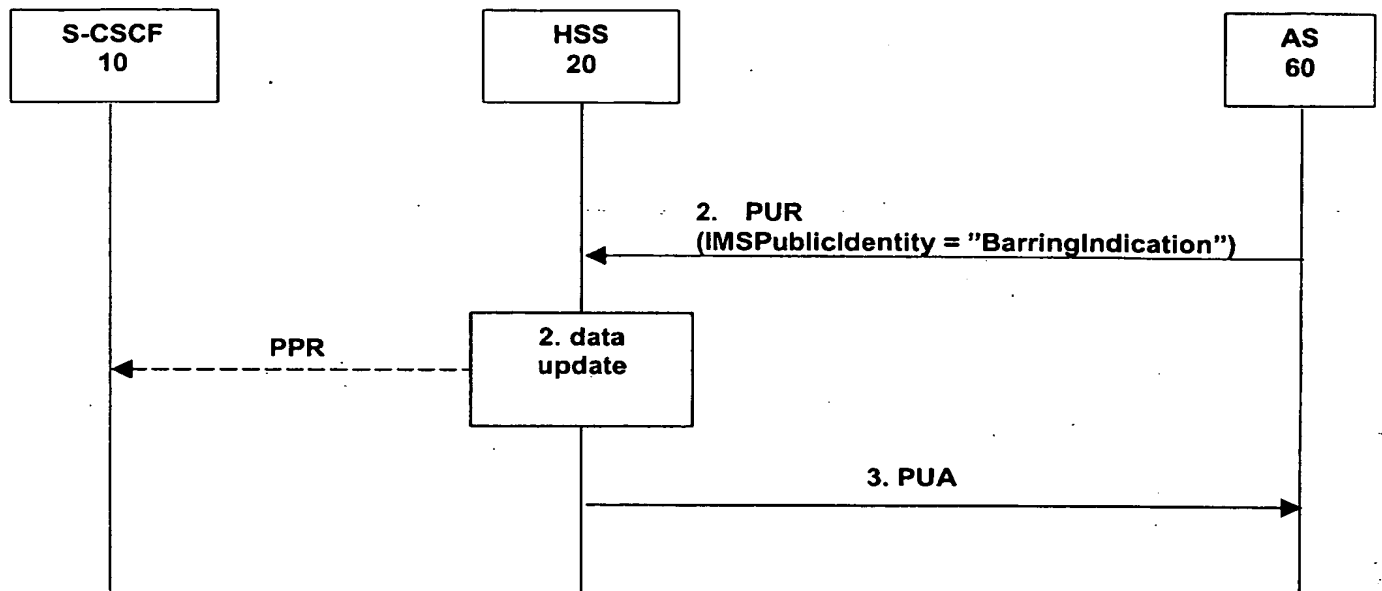 S-CSCF
10
HSS
20
AS
60
2. PUR
(IMSPublicIdentity = ”BarringIndication”)
2. data
update
PPR
3. PUA